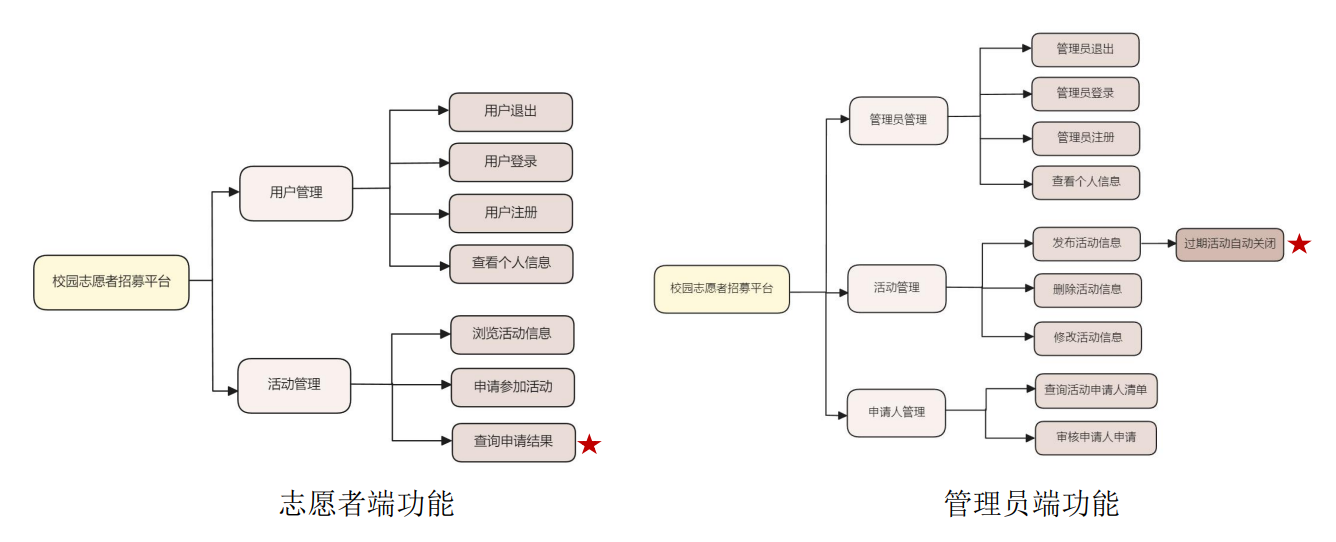 校园志愿者招募平台
用户管理
用户退出
用户登录
用户注册
查看个人信息
活动管理
浏览活动信息
申请参加活动
查询申请结果
志愿者端功能
校园志愿者招募平台
管理员管理
管理员退出
管理员登录
管理员注册
查看个人信息
活动管理
发布活动信息
过期活动自动关闭
删除活动信息
修改活动信息
申请人管理
查询活动申请人清单
审核申请人申请
管理员端功能